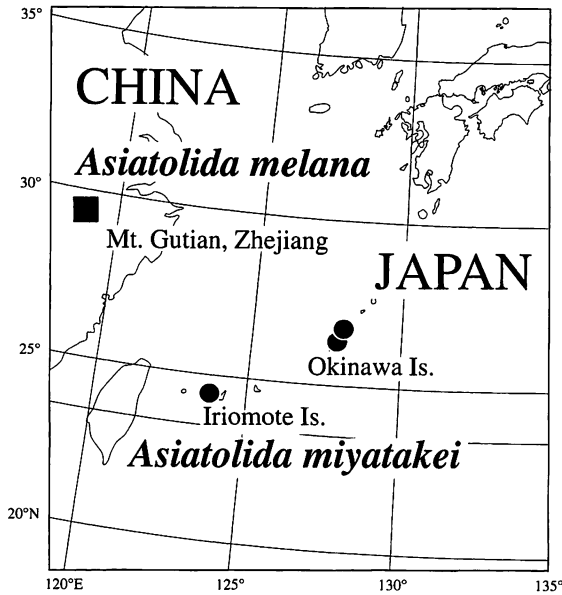 35°
CHINA
Asiatolida melana
30°
Mt. Gutian, Zhejiang
JAPAN
25°
Okinawa Is.
Iriomote Is.
Asiatolida miyatakei
20°N
120°E
125°
130°
135°